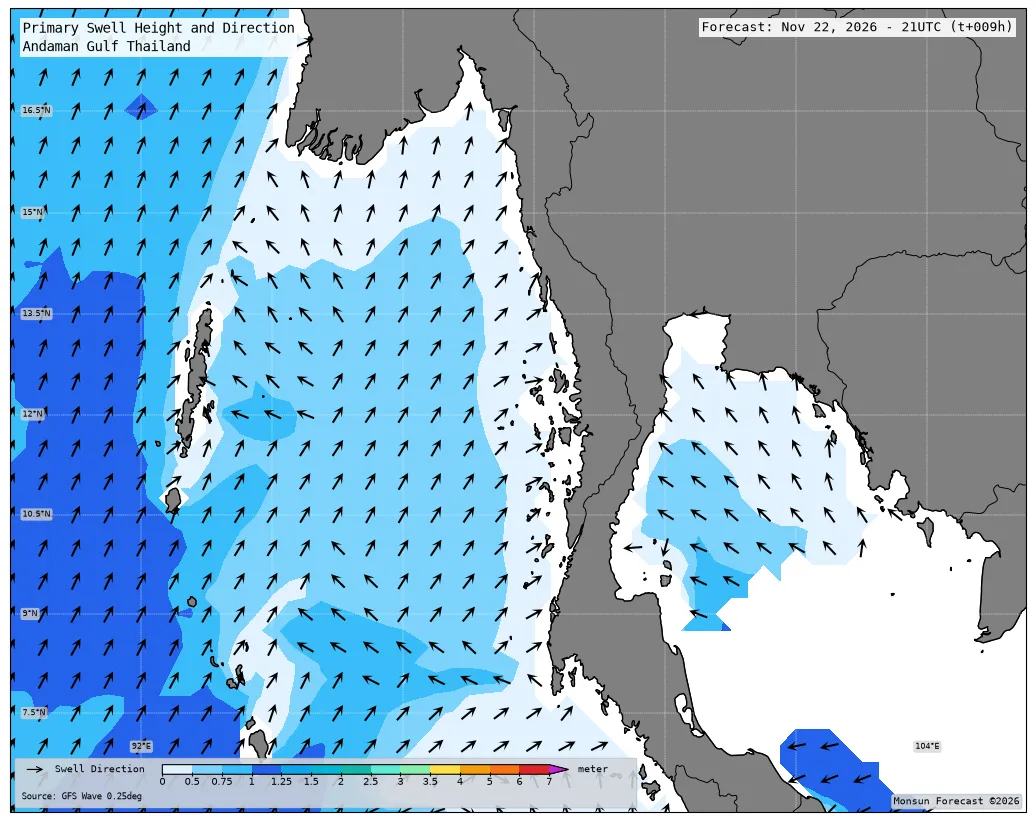 Primary Swell Height and Direction
Andaman Gulf Thailand
Forecast: Nov 22, 2026 - 21UTC (t+009h)
16.5°N
15°N
13.5°N
12°N
10.5°N
9°N
7.5°N
92°E
104°E
Swell Direction
0 0.5 0.75 1 1.25 1.5 2 2.5 3 3.5 4 5 6 7
meter
Source: GFS Wave 0.25deg
Monsun Forecast ©2026